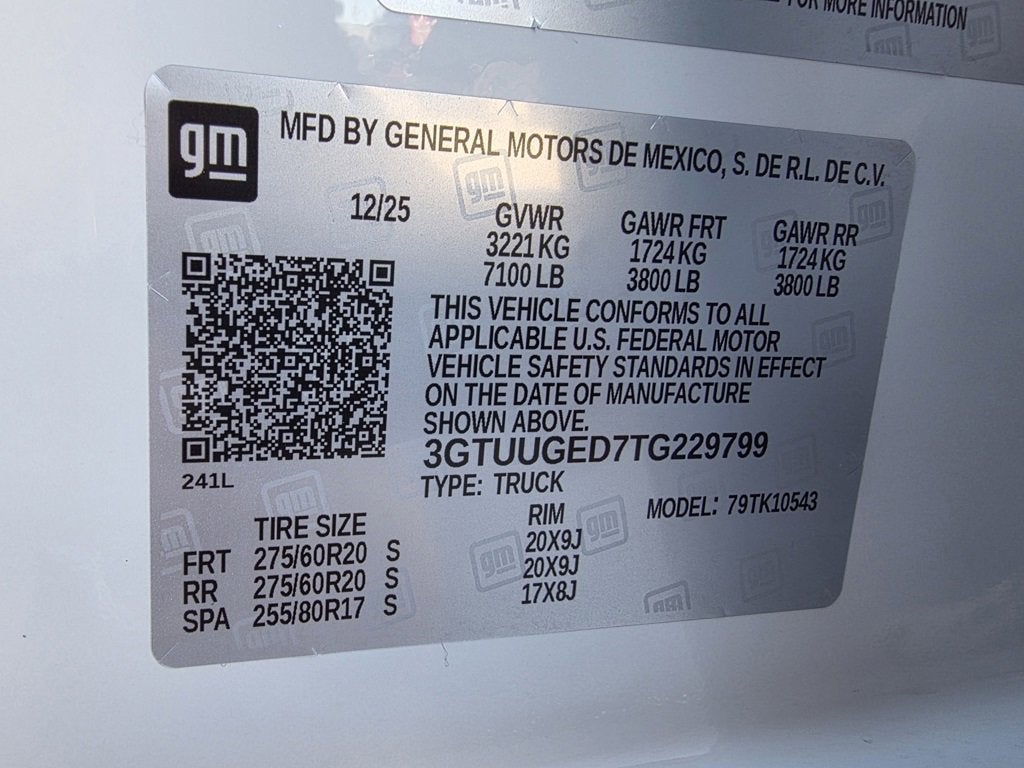 FOR MORE INFORMATION
gm
MFD BY GENERAL MOTORS DE MEXICO, S. DE R.L. DE C.V.
12/25
GVWR GAWR FRT GAWR RR
3221 KG 1724 KG 1724 KG
7100 LB 3800 LB 3800 LB
THIS VEHICLE CONFORMS TO ALL
APPLICABLE U.S. FEDERAL MOTOR
VEHICLE SAFETY STANDARDS IN EFFECT
ON THE DATE OF MANUFACTURE
SHOWN ABOVE.
3GTUUGED7TG229799
241L
TYPE: TRUCK
MODEL: 79TK10543
TIRE SIZE RIM
FRT 275/60R20 S 20X9J
RR 275/60R20 S 20X9J
SPA 255/80R17 S 17X8J